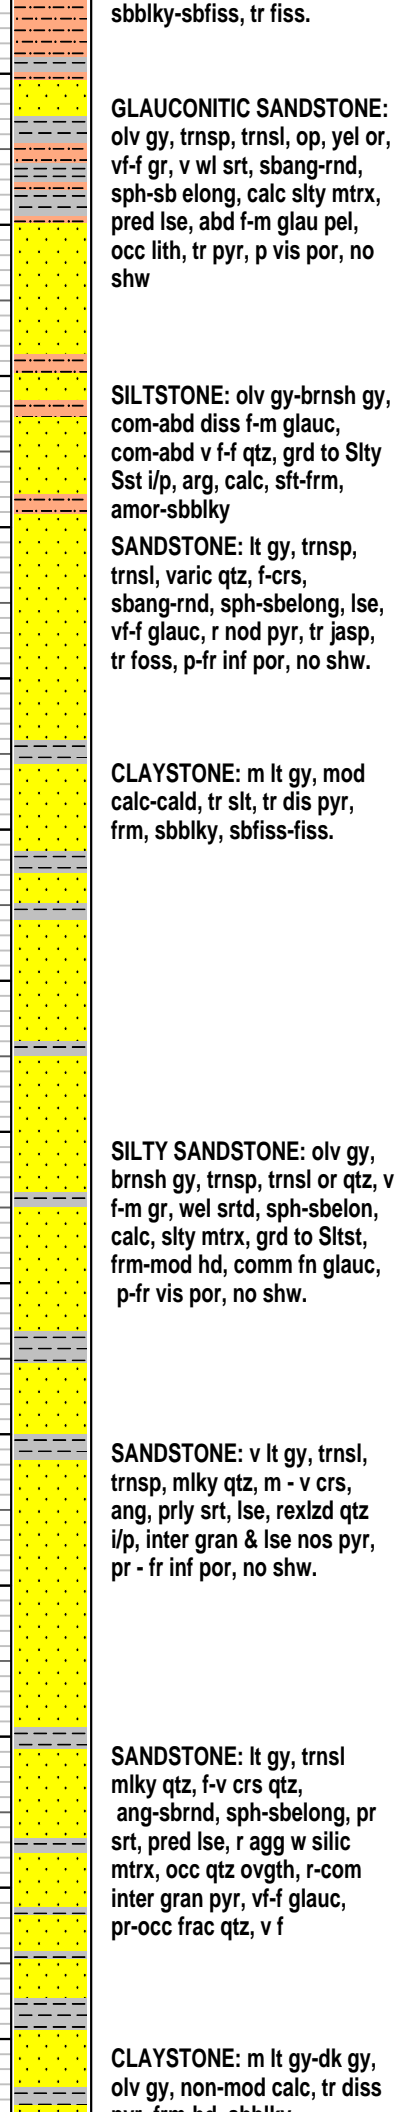 sbblky-sbfiss, tr fiss.
GLAUCONITIC SANDSTONE:
olv gy, trnsp, trnsl, op, yel or,
vf-f gr, v wl srt, sbang-rnd,
sph-sb elong, calc slty mtrx,
pred lse, abd f-m glau pel,
occ lith, tr pyr, p vis por, no
shw
SILTSTONE: olv gy-brnsh gy,
com-abd diss f-m glauc,
com-abd v f-f qtz, grd to Slty
Sst i/p, arg, calc, sft-frm,
amor-sbblky
SANDSTONE: lt gy, trnsp,
trnsl, varic qtz, f-crs,
sbang-rnd, sph-sbelong, lse,
vf-f glauc, r nod pyr, tr jasp,
tr foss, p-fr inf por, no shw.
CLAYSTONE: m lt gy, mod
calc-cald, tr slt, tr dis pyr,
frm, sbblky, sbfiss-fiss.
SILTY SANDSTONE: olv gy,
brnsh gy, trnsp, trnsl or qtz, v
f-m gr, wel srtd, sph-sbelon,
calc, slty mtrx, grd to Sltst,
frm-mod hd, comm fn glauc,
p-fr vis por, no shw.
SANDSTONE: v lt gy, trnsl,
trnsp, mlky qtz, m - v crs,
ang, prly srt, lse, rexlzd qtz
i/p, inter gran & lse nos pyr,
pr - fr inf por, no shw.
SANDSTONE: lt gy, trnsl
mlky qtz, f-v crs qtz,
ang-sbrnd, sph-sbelong, pr
srt, pred lse, r agg w silic
mtrx, occ qtz ovgth, r-com
inter gran pyr, vf-f glauc,
pr-occ frac qtz, v f
CLAYSTONE: m lt gy-dk gy,
olv gy, non-mod calc, tr diss